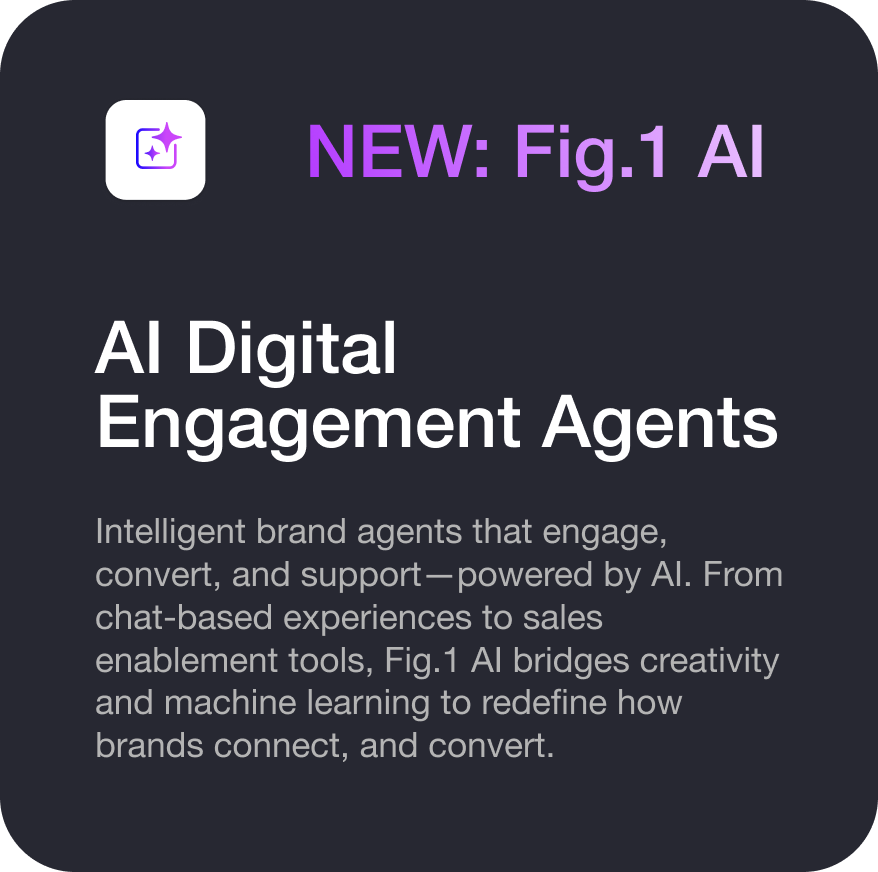 NEW: Fig.1 AI
AI Digital
Engagement Agents
Intelligent brand agents that engage,
convert, and support—powered by AI. From
chat-based experiences to sales
enablement tools, Fig.1 AI bridges creativity
and machine learning to redefine how
brands connect, and convert.